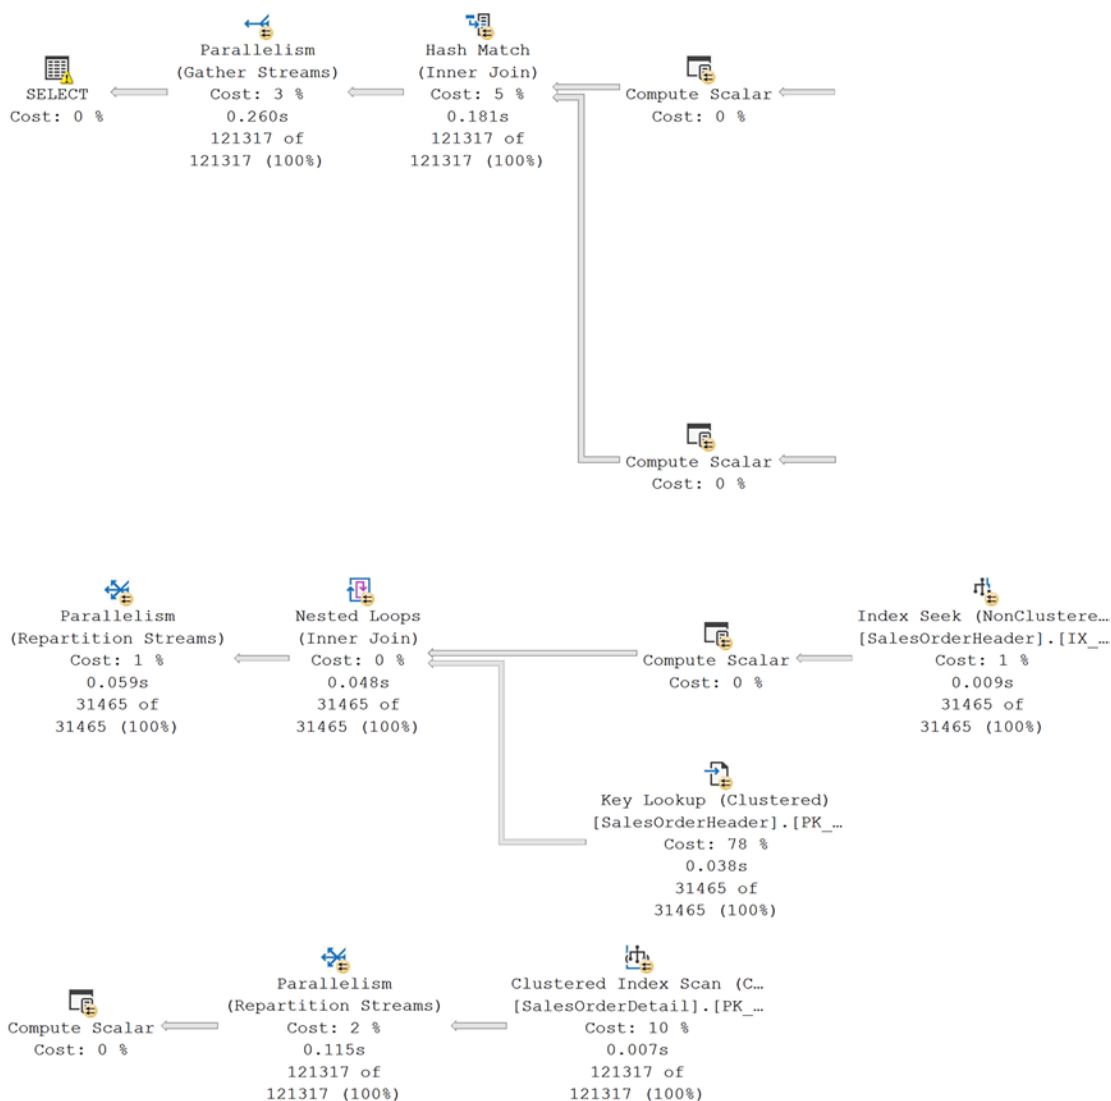 Parallelism
(Gather Streams)
Cost: 3 %
0.260s
121317 of
121317 (100%)
Hash Match
(Inner Join)
Cost: 5 %
0.181s
121317 of
121317 (100%)
SELECT
Cost: 0 %
Compute Scalar
Cost: 0 %
Compute Scalar
Cost: 0 %
Parallelism
(Repartition Streams)
Cost: 1 %
0.059s
31465 of
31465 (100%)
Nested Loops
(Inner Join)
Cost: 0 %
0.048s
31465 of
31465 (100%)
Compute Scalar
Cost: 0 %
Index Seek (NonClustere…
[SalesOrderHeader].[IX_…
Cost: 1 %
0.009s
31465 of
31465 (100%)
Key Lookup (Clustered)
[SalesOrderHeader].[PK_…
Cost: 78 %
0.038s
31465 of
31465 (100%)
Compute Scalar
Cost: 0 %
Parallelism
(Repartition Streams)
Cost: 2 %
0.115s
121317 of
121317 (100%)
Clustered Index Scan (C…
[SalesOrderDetail].[PK_…
Cost: 10 %
0.007s
121317 of
121317 (100%)